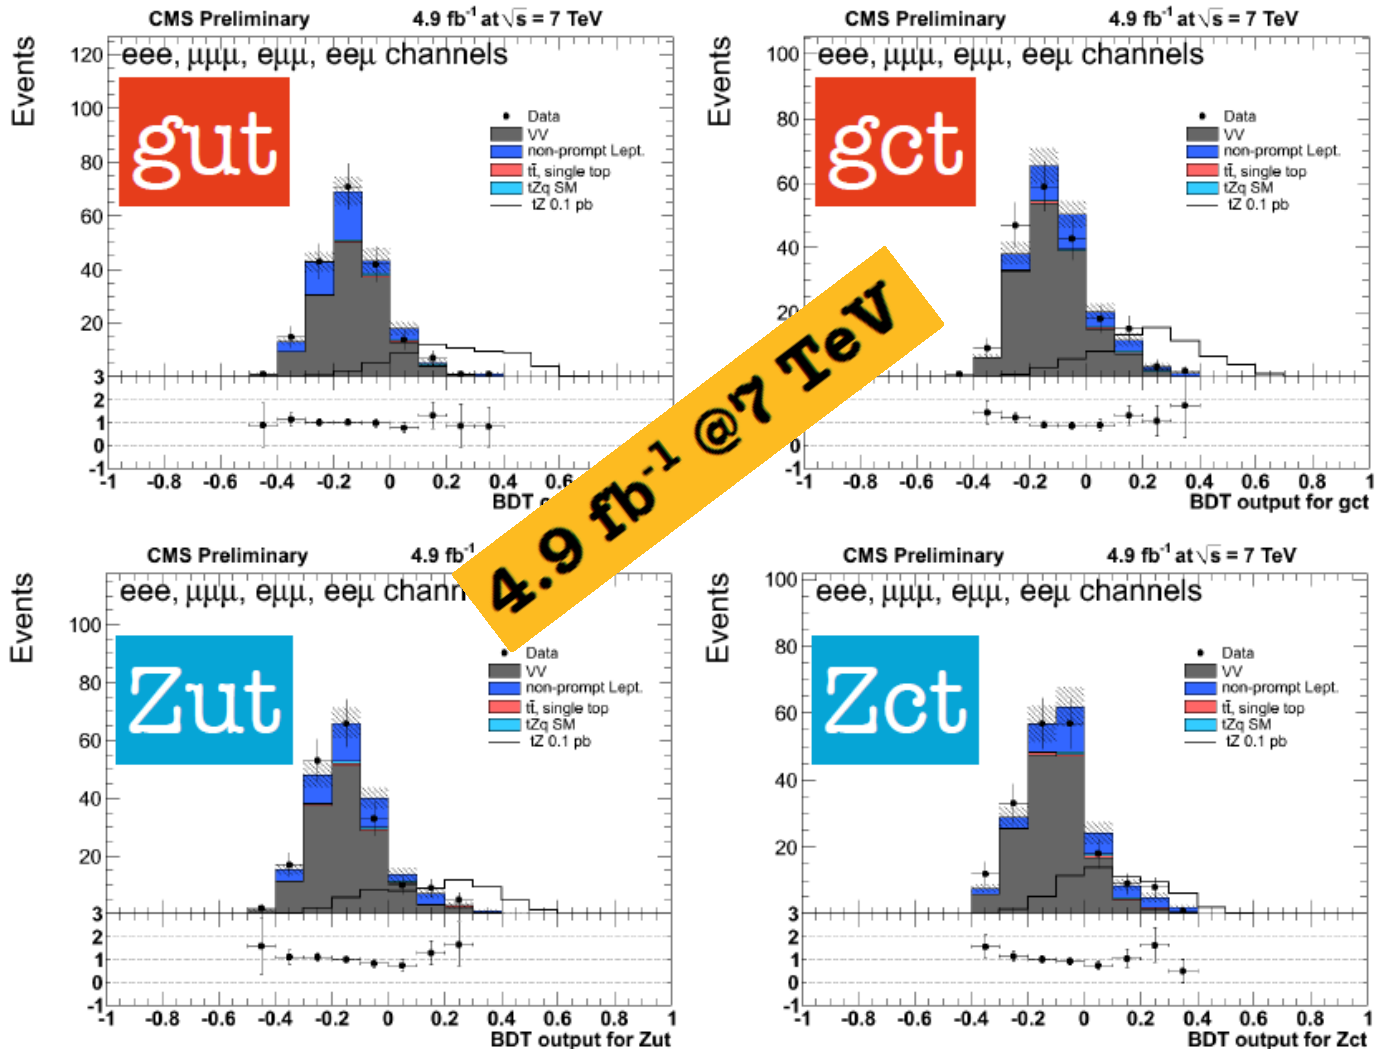 CMS Preliminary 4.9 fb⁻¹ at √s = 7 TeV
eee, μμμ, eμμ, eeμ channels
gut
Events
120
100
80
60
40
20
Data
VV
non-prompt Lept.
tt̄, single top
tZq SM
tZ 0.1 pb
3
2
1
0
-1
-1 -0.8 -0.6 -0.4 -0.2 0 0.2 0.4
BDT
CMS Preliminary 4.9 fb⁻¹ at √s = 7 TeV
eee, μμμ, eμμ, eeμ channels
gct
Events
100
80
60
40
20
Data
VV
non-prompt Lept.
tt̄, single top
tZq SM
tZ 0.1 pb
2
1
0
-1
-1 -0.8 -0.6 -0.4 -0.2 0 0.2 0.4 0.6 0.8 1
BDT output for gct
4.9 fb⁻¹ @7 TeV
CMS Preliminary 4.9 fb⁻¹
eee, μμμ, eμμ, eeμ
Zut
Events
100
80
60
40
20
Data
VV
non-prompt Lept.
tt̄, single top
tZq SM
tZ 0.1 pb
3
2
1
0
-1
-1 -0.8 -0.6 -0.4 -0.2 0 0.2 0.4 0.6 0.8 1
BDT output for Zut
CMS Preliminary 4.9 fb⁻¹ at √s = 7 TeV
eee, μμμ, eμμ, eeμ channels
Zct
Events
100
80
60
40
20
Data
VV
non-prompt Lept.
tt̄, single top
tZq SM
tZ 0.1 pb
3
2
1
0
-1
-1 -0.8 -0.6 -0.4 -0.2 0 0.2 0.4 0.6 0.8 1
BDT output for Zct